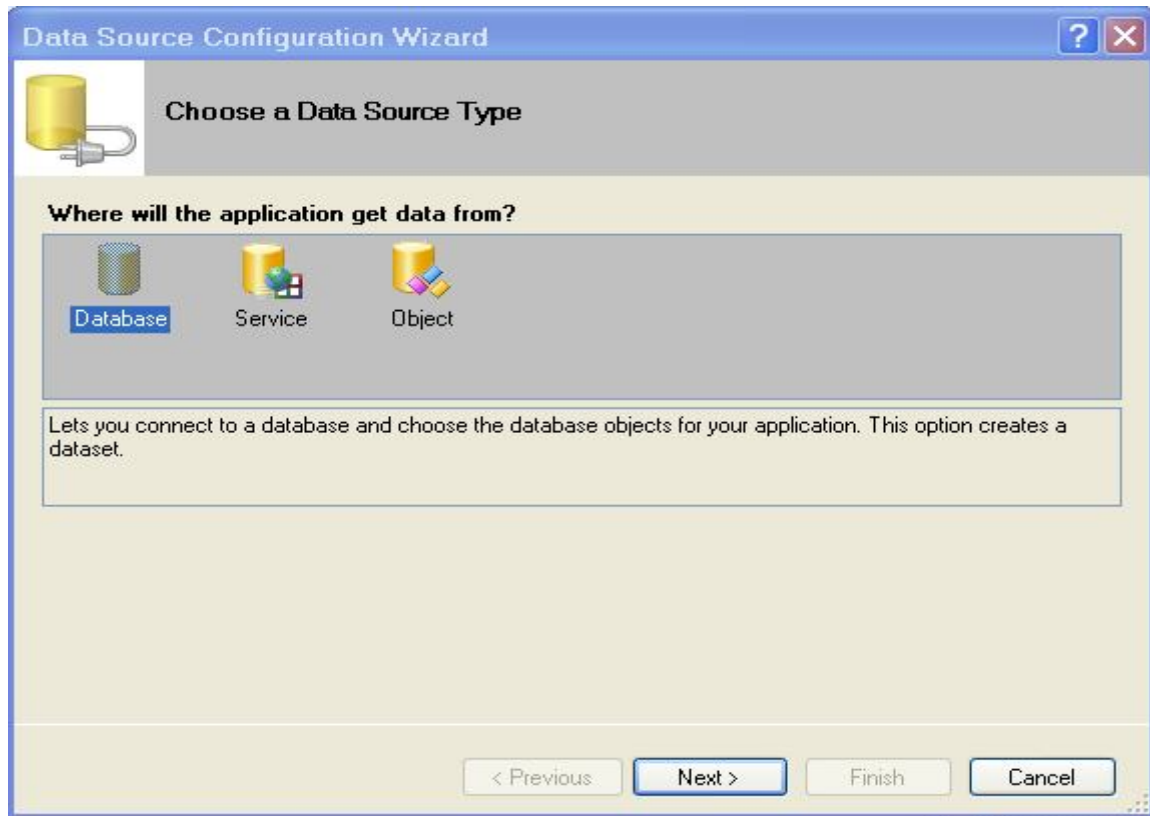 Data Source Configuration Wizard
Choose a Data Source Type
Where will the application get data from?
Database Service Object
Lets you connect to a database and choose the database objects for your application. This option creates a
dataset.
< Previous Next > Finish Cancel